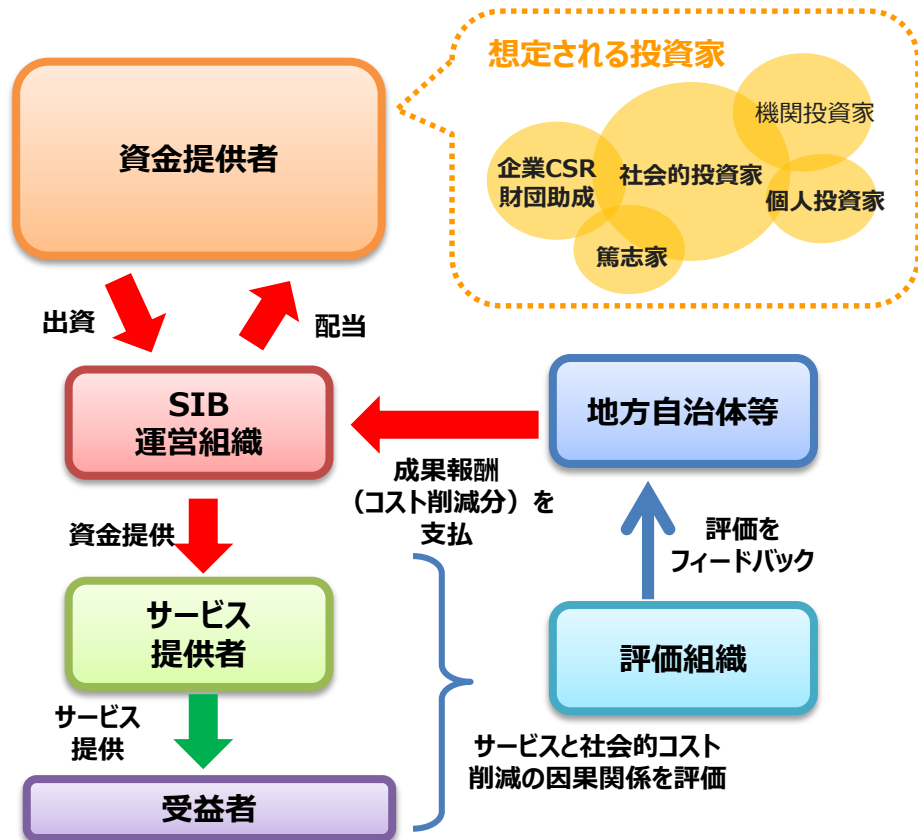 想定される投資家
資金提供者
機関投資家
企業CSR
財団助成
社会的投資家
個人投資家
篤志家
出資
配当
SIB
運営組織
地方自治体等
成果報酬
（コスト削減分）を
支払
資金提供
評価を
フィードバック
サービス
提供者
評価組織
サービス
提供
サービスと社会的コスト
削減の因果関係を評価
受益者